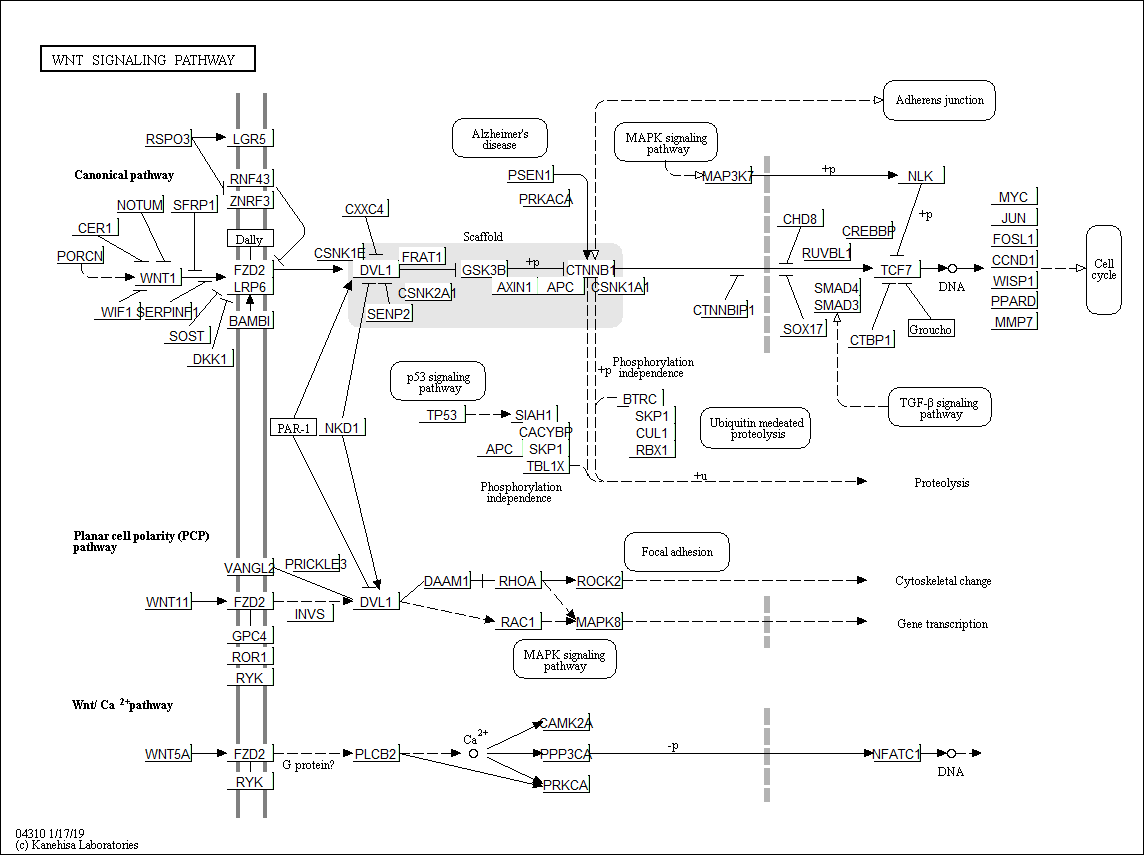 WNT SIGNALING PATHWAY
Adherens junction
Alzheimer's
disease
MAPK signaling
pathway
RSPO3
LGR5
Canonical pathway
RNF43
ZNRF3
PSEN1
PRKACA
MAP3K7
+p
NLK
MYC
JUN
FOSL1
CCND1
WISP1
PPARD
MMP7
NOTUM
SFRP1
CER1
PORCN
WNT1
Dally
FZD2
LRP6
BAMBI
WIF1
SERPINF1
SOST
DKK1
CXXC4
Scaffold
CSNK1E
DVL1
FRAT1
CSNK2A1
SENP2
GSK3B
+p
AXIN1
APC
CTNNB1
CSNK1A1
CTNNBIP1
CHD8
RUVBL1
SOX17
+p
CREBBP
TCF7
SMAD4
SMAD3
CTBP1
Groucho
DNA
Cell
cycle
p53 signaling
pathway
TP53
SIAH1
CACYBP
APC
SKP1
TBL1X
Phosphorylation
independence
+p
Phosphorylation
independence
BTRC
SKP1
CUL1
RBX1
Ubiquitin medeated
proteolysis
TGF-β signaling
pathway
PAR-1
NKD1
+u
Proteolysis
Planar cell polarity (PCP)
pathway
VANGL2
PRICKLE3
WNT11
FZD2
INVS
DVL1
GPC4
ROR1
RYK
DAAM1
RHOA
ROCK2
RAC1
MAPK8
Focal adhesion
MAPK signaling
pathway
Cytoskeletal change
Gene transcription
Wnt/ Ca 2+pathway
WNT5A
FZD2
RYK
G protein?
PLCB2
Ca2+
CAMK2A
PPP3CA
PRKCA
-p
NFATC1
DNA
04310 1/17/19
(c) Kanehisa Laboratories